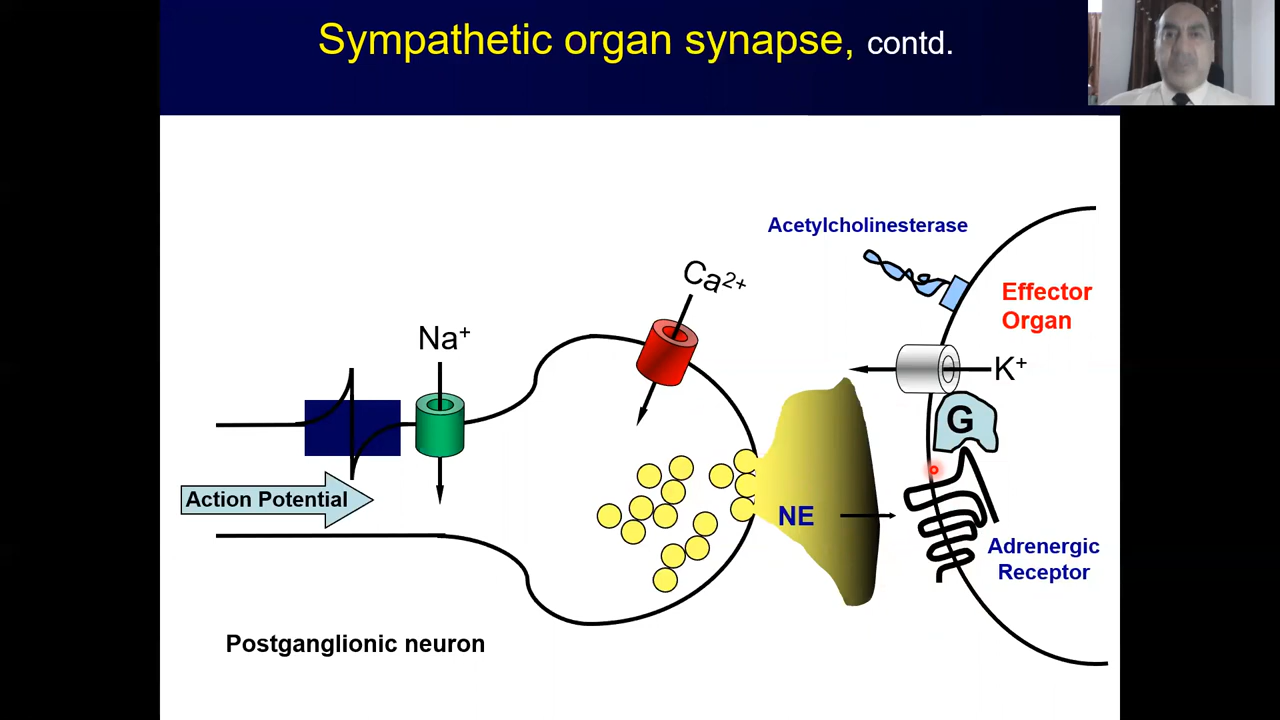 Sympathetic organ synapse, contd.
Acetylcholinesterase
Effector
Organ
Ca²⁺
Na⁺
K⁺
G
Action Potential
NE
Adrenergic
Receptor
Postganglionic neuron